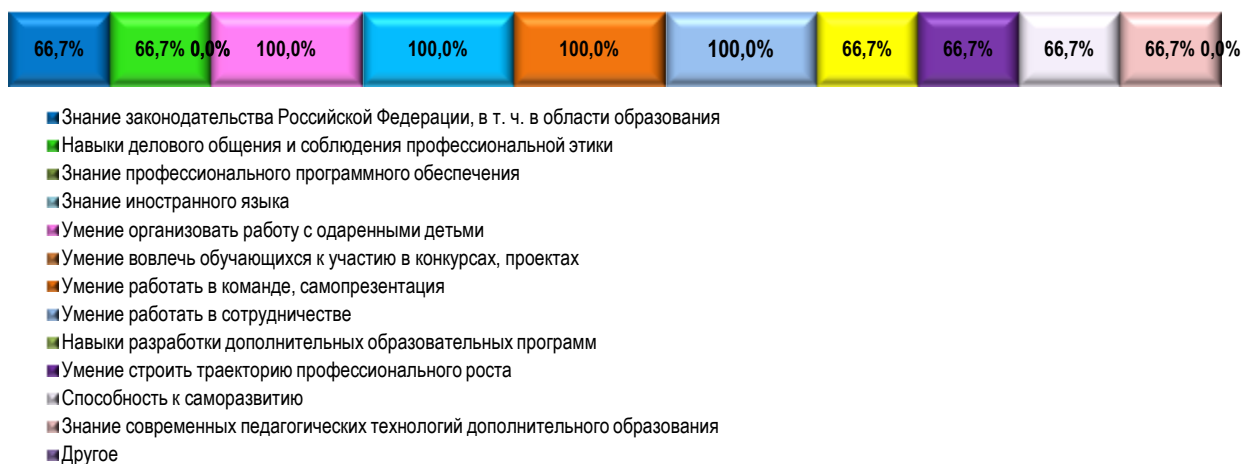 66,7% 66,7% 0,0% 100,0% 100,0% 100,0% 100,0% 66,7% 66,7% 66,7% 66,7% 0,0%
Знание законодательства Российской Федерации, в т. ч. в области образования
Навыки делового общения и соблюдения профессиональной этики
Знание профессионального программного обеспечения
Знание иностранного языка
Умение организовать работу с одаренными детьми
Умение вовлечь обучающихся к участию в конкурсах, проектах
Умение работать в команде, самопрезентация
Умение работать в сотрудничестве
Навыки разработки дополнительных образовательных программ
Умение строить траекторию профессионального роста
Способность к саморазвитию
Знание современных педагогических технологий дополнительного образования
Другое